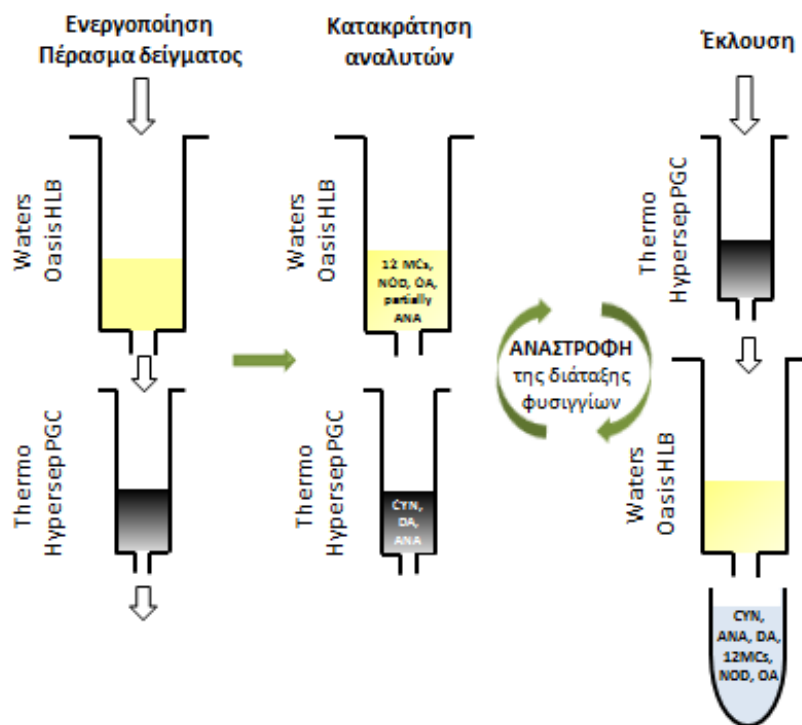 Ενεργοποίηση
Πέρασμα δείγματος
Waters
Oasis HLB
Thermo
Hypersep PGC
Κατακράτηση
αναλυτών
Waters
Oasis HLB
12 MCs,
NOD, OA,
partially
ANA
Thermo
Hypersep PGC
CYN,
DA,
ANA
ΑΝΑΣΤΡΟΦΗ
της διάταξης
φυσιγγίων
Έκλουση
Thermo
Hypersep PGC
Waters
Oasis HLB
CYN,
ANA, DA,
12MCs,
NOD, OA